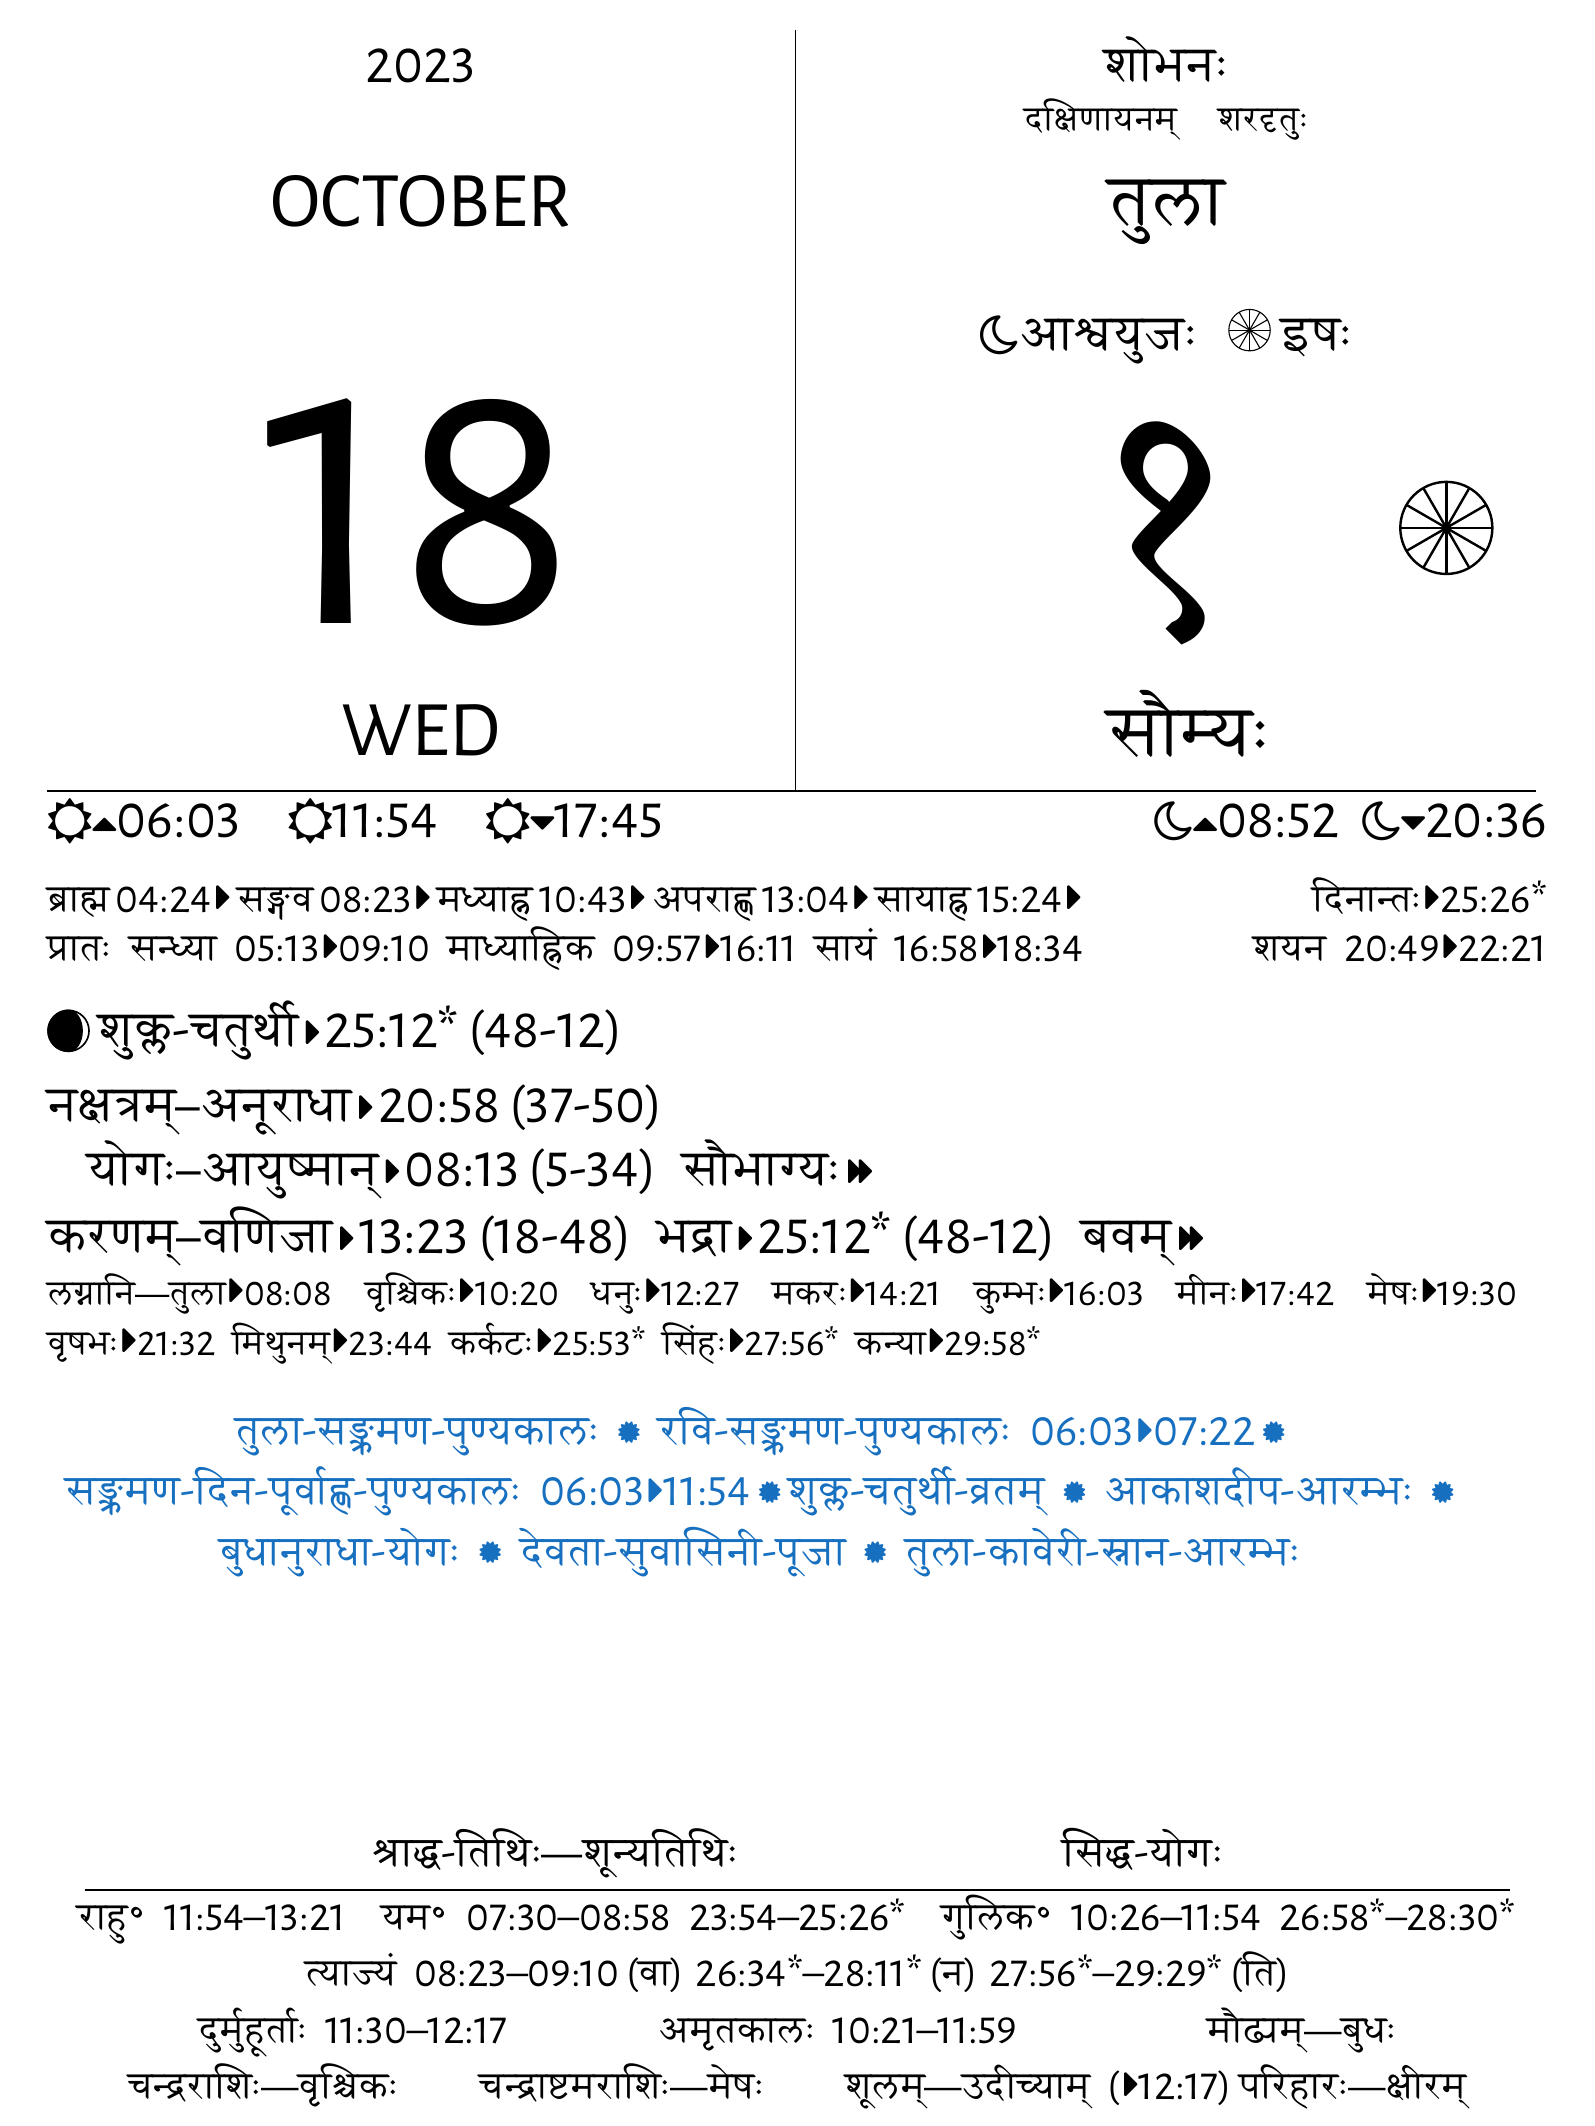 2023
OCTOBER
18
WED
शोभनः
दक्षिणायनम् शरदृतुः
तुला
आश्वयुजः इषः
१
सौम्यः
06:03 11:54 17:45 08:52 20:36
ब्राह्म 04:24 सङ्गव 08:23 मध्याह्न 10:43 अपराह्ण 13:04 सायाह्न 15:24 दिनान्तः 25:26*
प्रातः सन्ध्या 05:13 09:10 माध्याह्निक 09:57 16:11 सायं 16:58 18:34 शयन 20:49 22:21
शुक्ल-चतुर्थी 25:12* (48-12)
नक्षत्रम्–अनूराधा 20:58 (37-50)
योगः–आयुष्मान् 08:13 (5-34) सौभाग्यः
करणम्–वणिजा 13:23 (18-48) भद्रा 25:12* (48-12) बवम्
लग्नानि—तुला 08:08 वृश्चिकः 10:20 धनुः 12:27 मकरः 14:21 कुम्भः 16:03 मीनः 17:42 मेषः 19:30
वृषभः 21:32 मिथुनम् 23:44 कर्कटः 25:53* सिंहः 27:56* कन्या 29:58*
तुला-सङ्क्रमण-पुण्यकालः ✹ रवि-सङ्क्रमण-पुण्यकालः 06:03 07:22 ✹
सङ्क्रमण-दिन-पूर्वाह्ण-पुण्यकालः 06:03 11:54 ✹ शुक्ल-चतुर्थी-व्रतम् ✹ आकाशदीप-आरम्भः ✹
बुधानुराधा-योगः ✹ देवता-सुवासिनी-पूजा ✹ तुला-कावेरी-स्नान-आरम्भः
श्राद्ध-तिथिः—शून्यतिथिः सिद्ध-योगः
राहु° 11:54–13:21 यम° 07:30–08:58 23:54–25:26* गुलिक° 10:26–11:54 26:58*–28:30*
त्याज्यं 08:23–09:10 (वा) 26:34*–28:11* (न) 27:56*–29:29* (ति)
दुर्मुहूर्ताः 11:30–12:17 अमृतकालः 10:21–11:59 मौढ्यम्—बुधः
चन्द्रराशिः—वृश्चिकः चन्द्राष्टमराशिः—मेषः शूलम्—उदीच्याम् (12:17) परिहारः—क्षीरम्